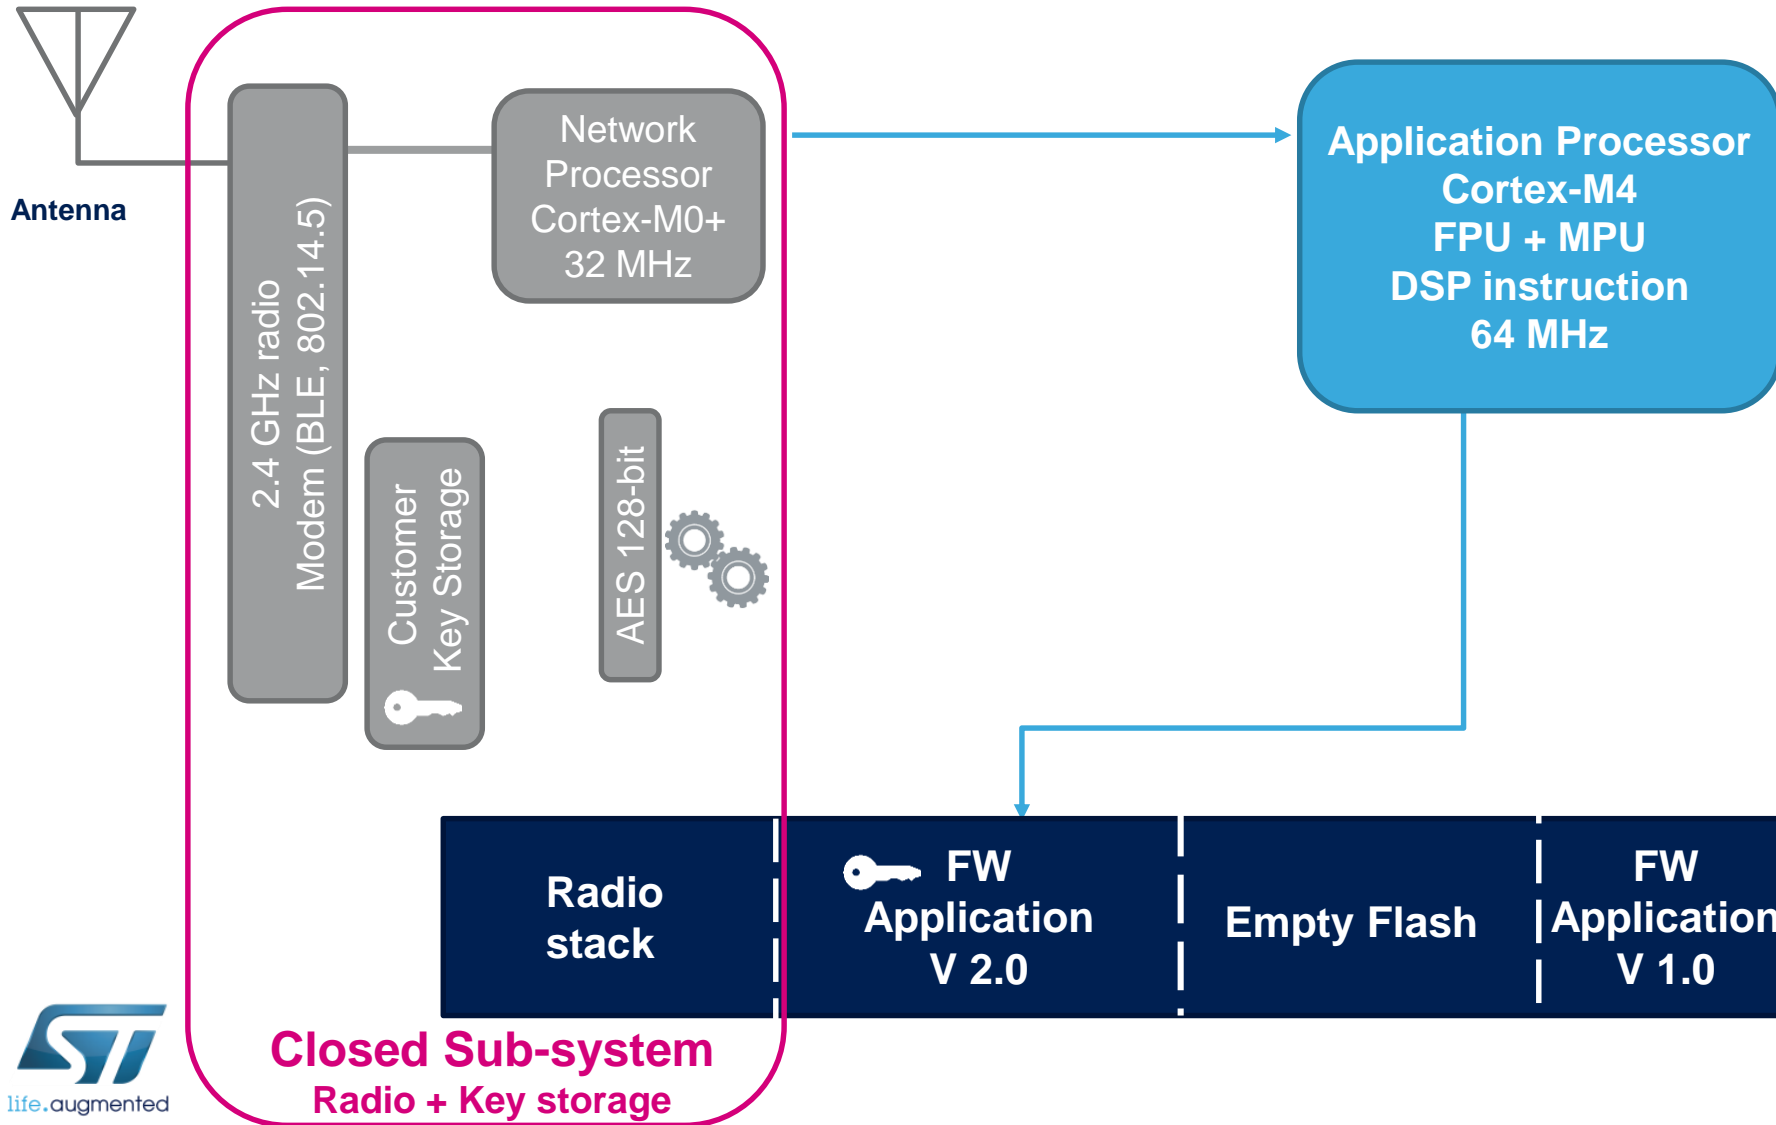 Antenna
2.4 GHz radio
Modem (BLE, 802.14.5)
Network
Processor
Cortex-M0+
32 MHz
Customer
Key Storage
AES 128-bit
Application Processor
Cortex-M4
FPU + MPU
DSP instruction
64 MHz
Radio
stack
FW
Application
V 2.0
Empty Flash
FW
Application
V 1.0
Closed Sub-system
Radio + Key storage
ST
life.augmented